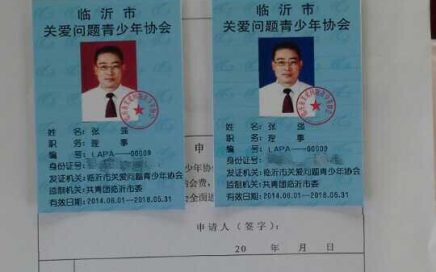 临沂市
关爱问题青少年协会
姓 名: 张 强
职 务: 理 事
编 号: LAPA——00009
身份证号:
发证机关: 临沂市关爱问题青少年协会
监制机关: 共青团临沂市委
有效日期: 2014.06.01—2018.05.31
临沂市
关爱问题青少年协会
姓 名: 张 强
职 务: 理 事
编 号: LAPA——00009
身份证号:
发证机关: 临沂市关爱问题青少年协会
监制机关: 共青团临沂市委
有效日期: 2014.06.01—2018.05.31
申
少年协
会费,
全面
申请人(签字):
20 年 月 日